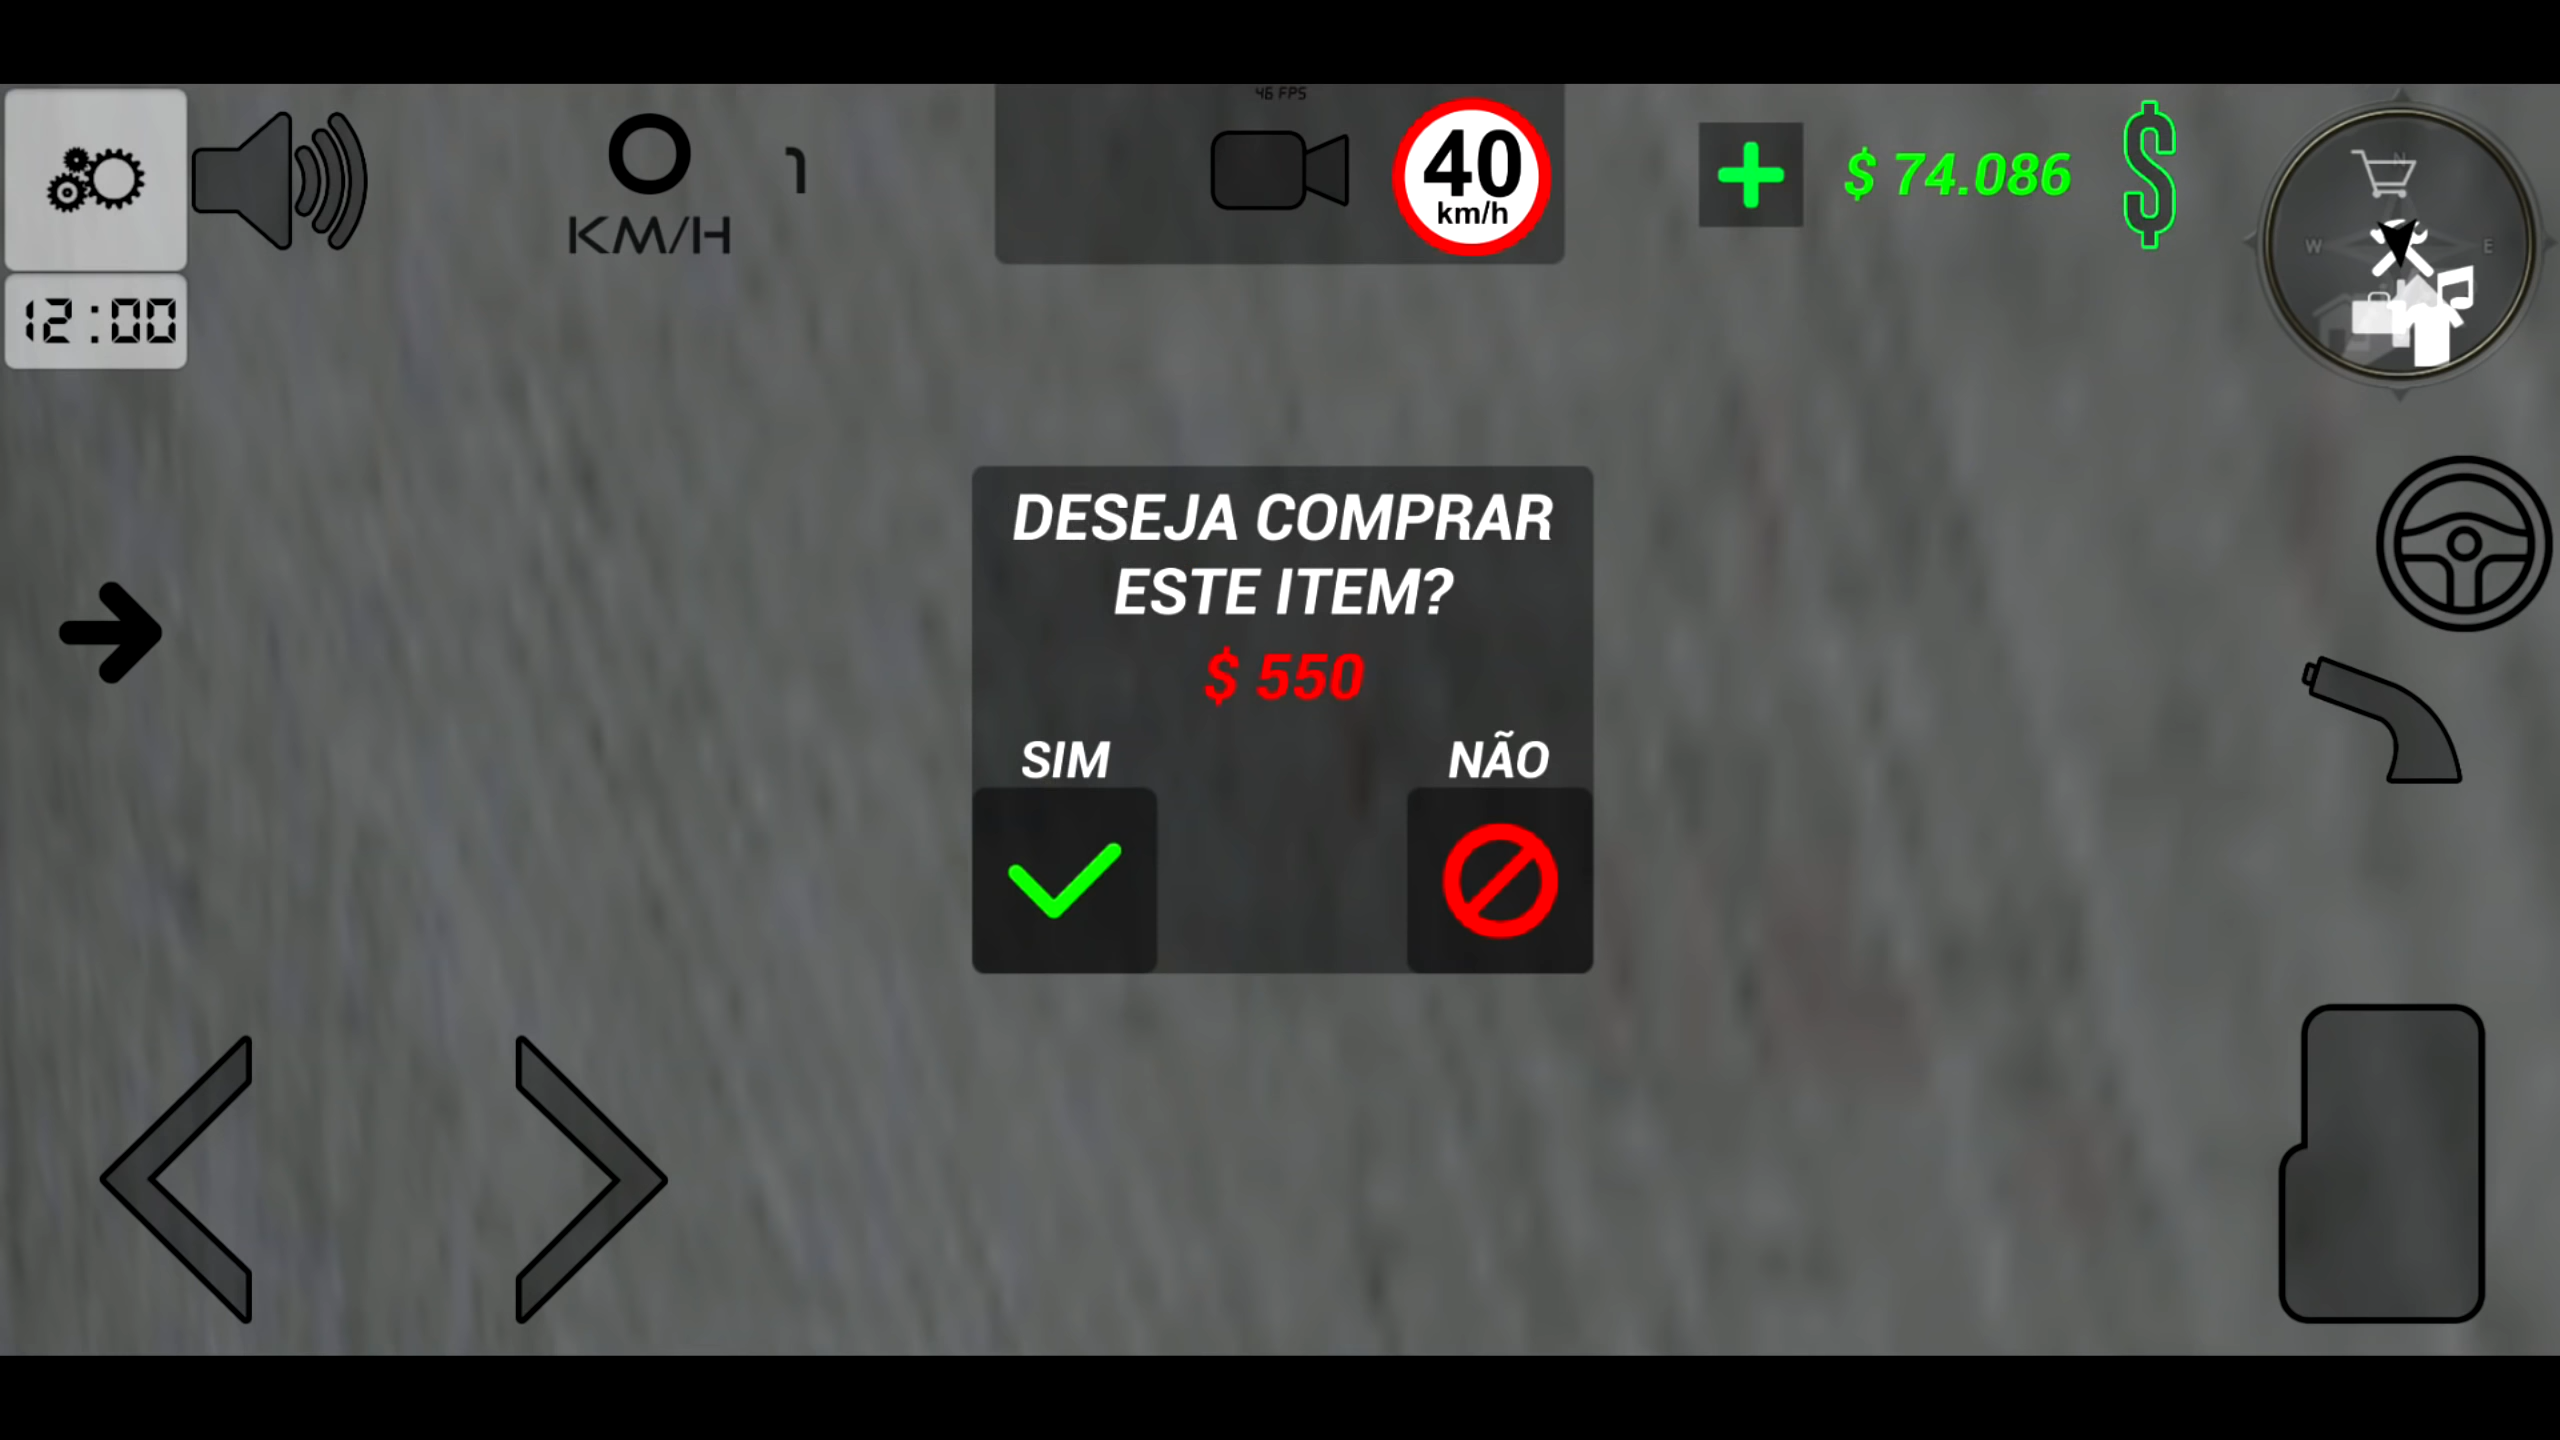 46 FPS
0
1
KM/H
40
km/h
$ 74.086
12:00
N
W
E
DESEJA COMPRAR
ESTE ITEM?
$ 550
SIM
NÃO